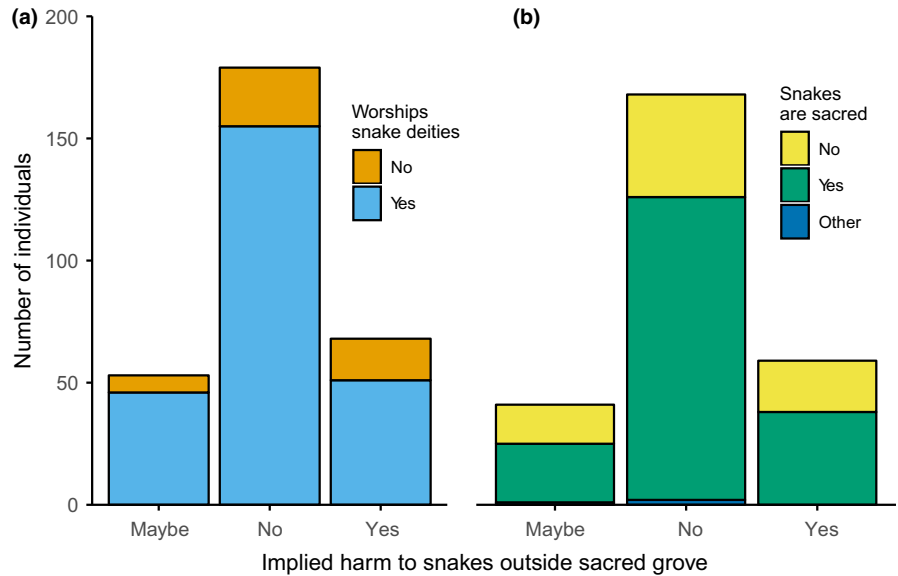 (a)
(b)
200
150
100
50
0
Number of individuals
Worships
snake deities
No
Yes
Snakes
are sacred
No
Yes
Other
Maybe
No
Yes
Maybe
No
Yes
Implied harm to snakes outside sacred grove